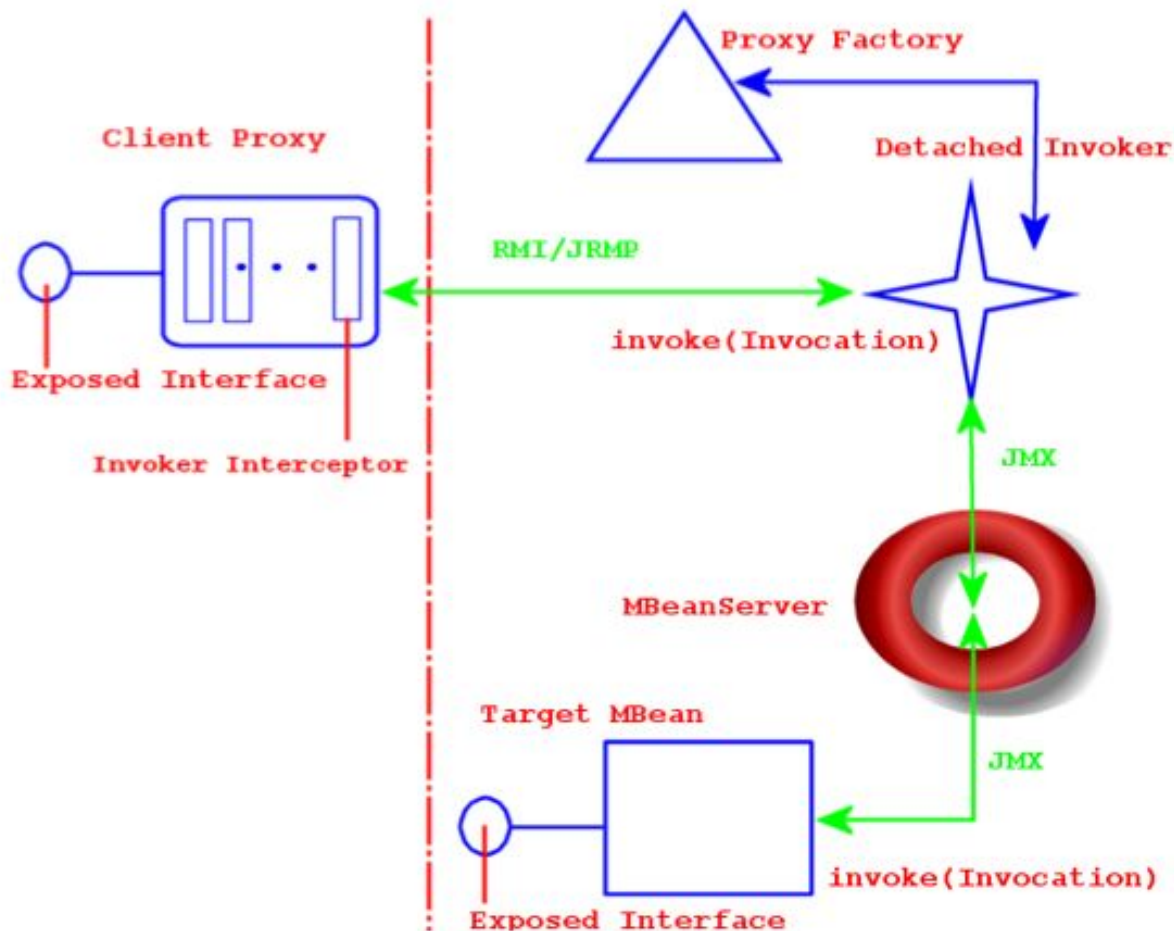 Proxy Factory
Client Proxy
Detached Invoker
RMI/JRMP
invoke(Invocation)
Exposed Interface
Invoker Interceptor
JMX
MBeanServer
Target MBean
JMX
invoke(Invocation)
Exposed Interface